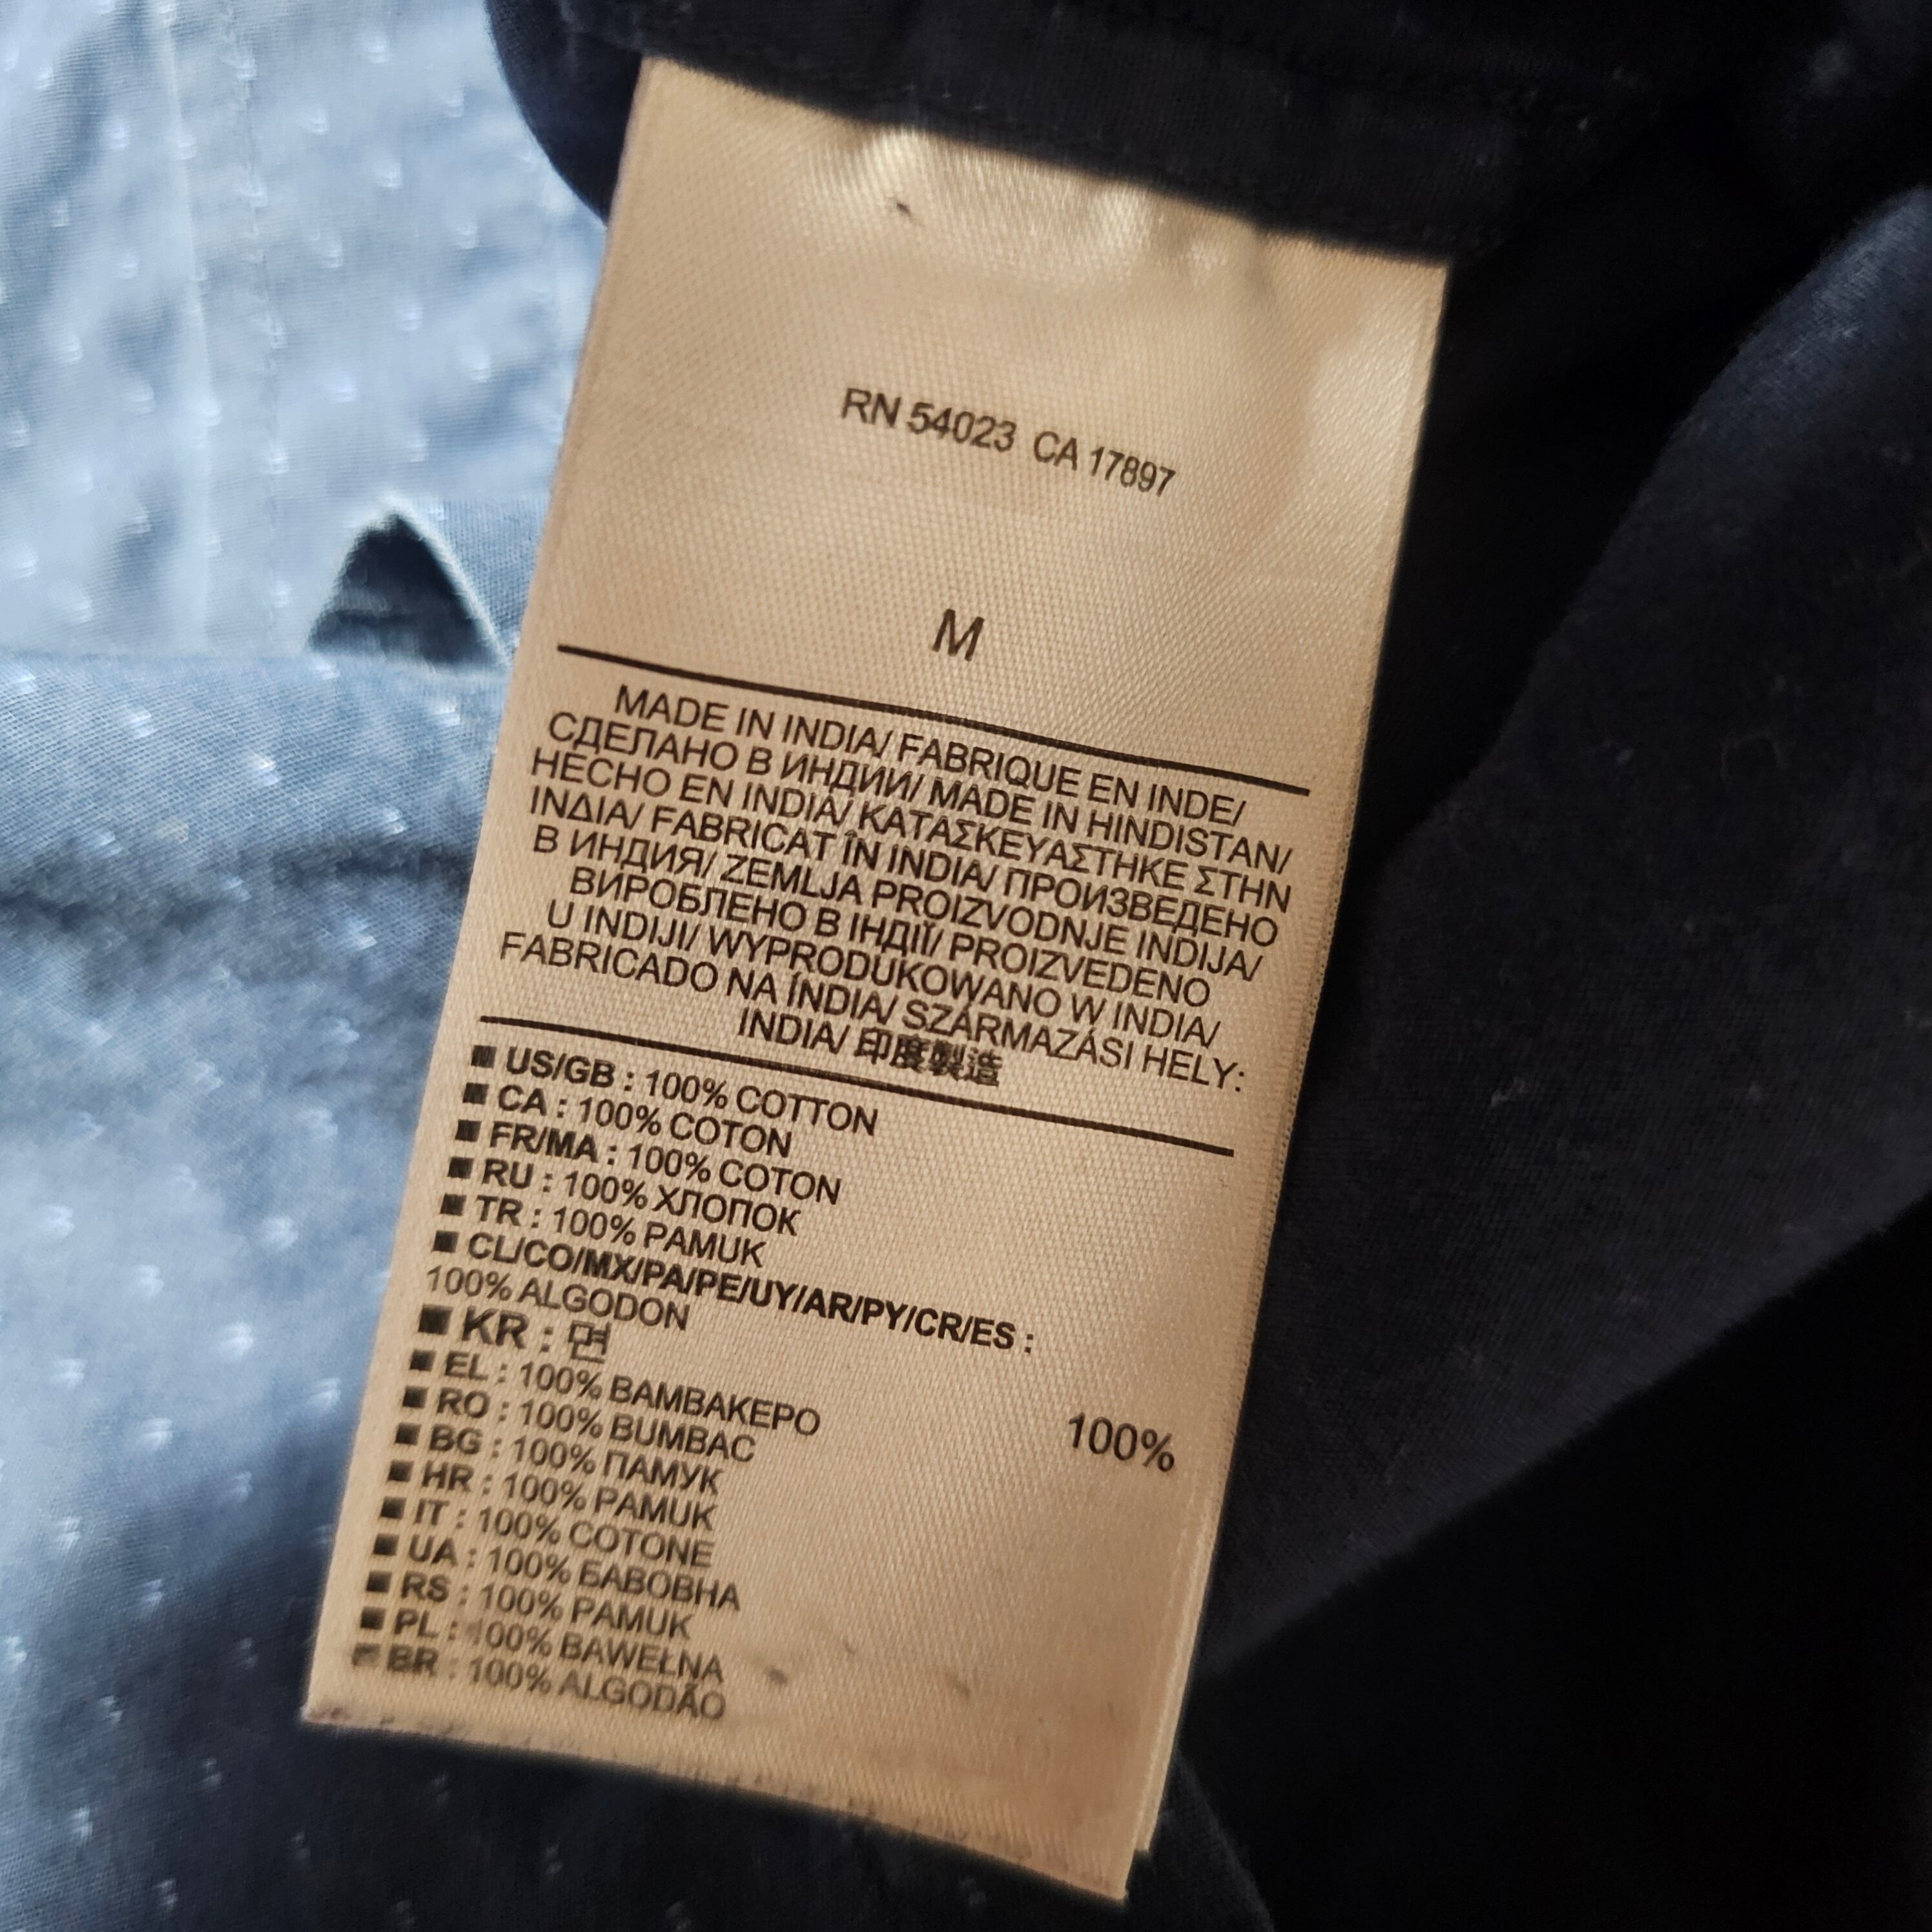 RN 54023 CA 17897
M
MADE IN INDIA/ FABRIQUE EN INDE/
СДЕЛАНО В ИНДИИ/ MADE IN HINDISTAN/
HECHO EN INDIA/ ΚΑΤΑΣΚΕΥΑΣΤΗΚΕ ΣΤΗΝ
ΙΝΔΙΑ/ FABRICAT ÎN INDIA/ ПРОИЗВЕДЕНО
В ИНДИЯ/ ZEMLJA PROIZVODNJE INDIJA/
ВИРОБЛЕНО В ІНДІЇ/ PROIZVEDENO
U INDIJI/ WYPRODUKOWANO W INDIA/
FABRICADO NA ÍNDIA/ SZÁRMAZÁSI HELY:
INDIA/ 印度製造
■ US/GB : 100% COTTON
■ CA : 100% COTON
■ FR/MA : 100% COTON
■ RU : 100% ХЛОПОК
■ TR : 100% PAMUK
■ CL/CO/MX/PA/PE/UY/AR/PY/CR/ES :
100% ALGODON
■ KR : 면 100%
■ EL : 100% ΒΑΜΒΑΚΕΡΟ
■ RO : 100% BUMBAC
■ BG : 100% ПАМУК
■ HR : 100% PAMUK
■ IT : 100% COTONE
■ UA : 100% БАВОВНА
■ RS : 100% PAMUK
■ PL : 100% BAWEŁNA
■ BR : 100% ALGODÃO